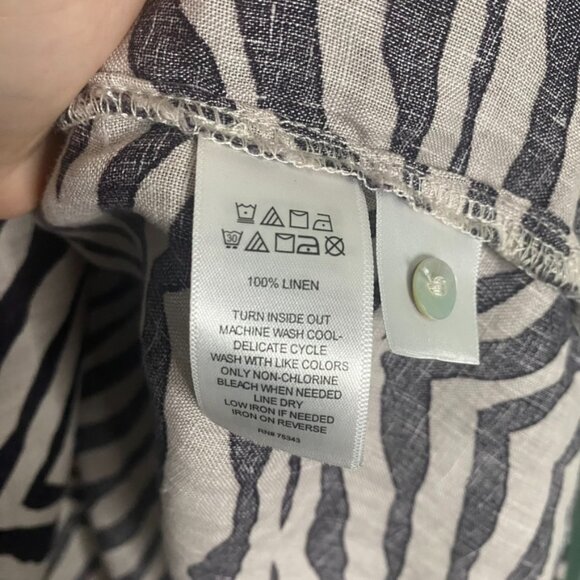 30
100% LINEN
TURN INSIDE OUT
MACHINE WASH COOL-
DELICATE CYCLE
WASH WITH LIKE COLORS
ONLY NON-CHLORINE
BLEACH WHEN NEEDED
LINE DRY
LOW IRON IF NEEDED
IRON ON REVERSE
RN# 75343